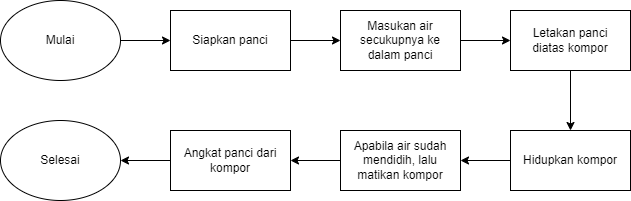 Mulai
Siapkan panci
Masukan air
secukupnya ke
dalam panci
Letakan panci
diatas kompor
Hidupkan kompor
Apabila air sudah
mendidih, lalu
matikan kompor
Angkat panci dari
kompor
Selesai